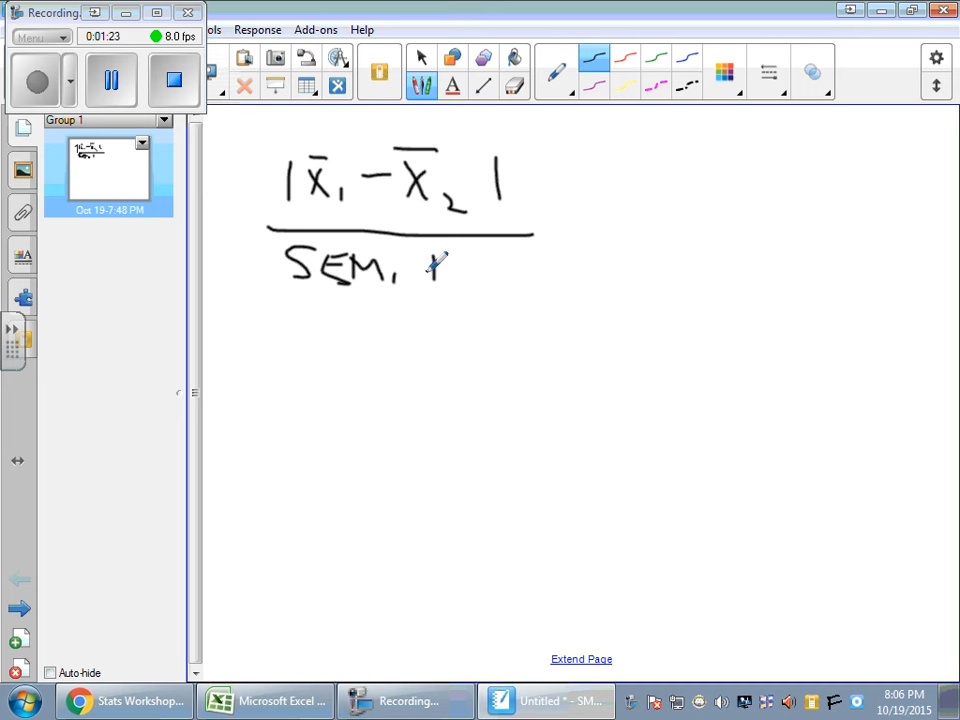 Recording...
Menu
0:01:23
8.0 fps
ols Response Add-ons Help
Group 1
Oct 19-7:48 PM
|x̄₁ - x̄₂|
SEM₁
Extend Page
Auto-hide
Stats Workshop...
Microsoft Excel ...
Recording...
Untitled * - SM...
8:06 PM
10/19/2015